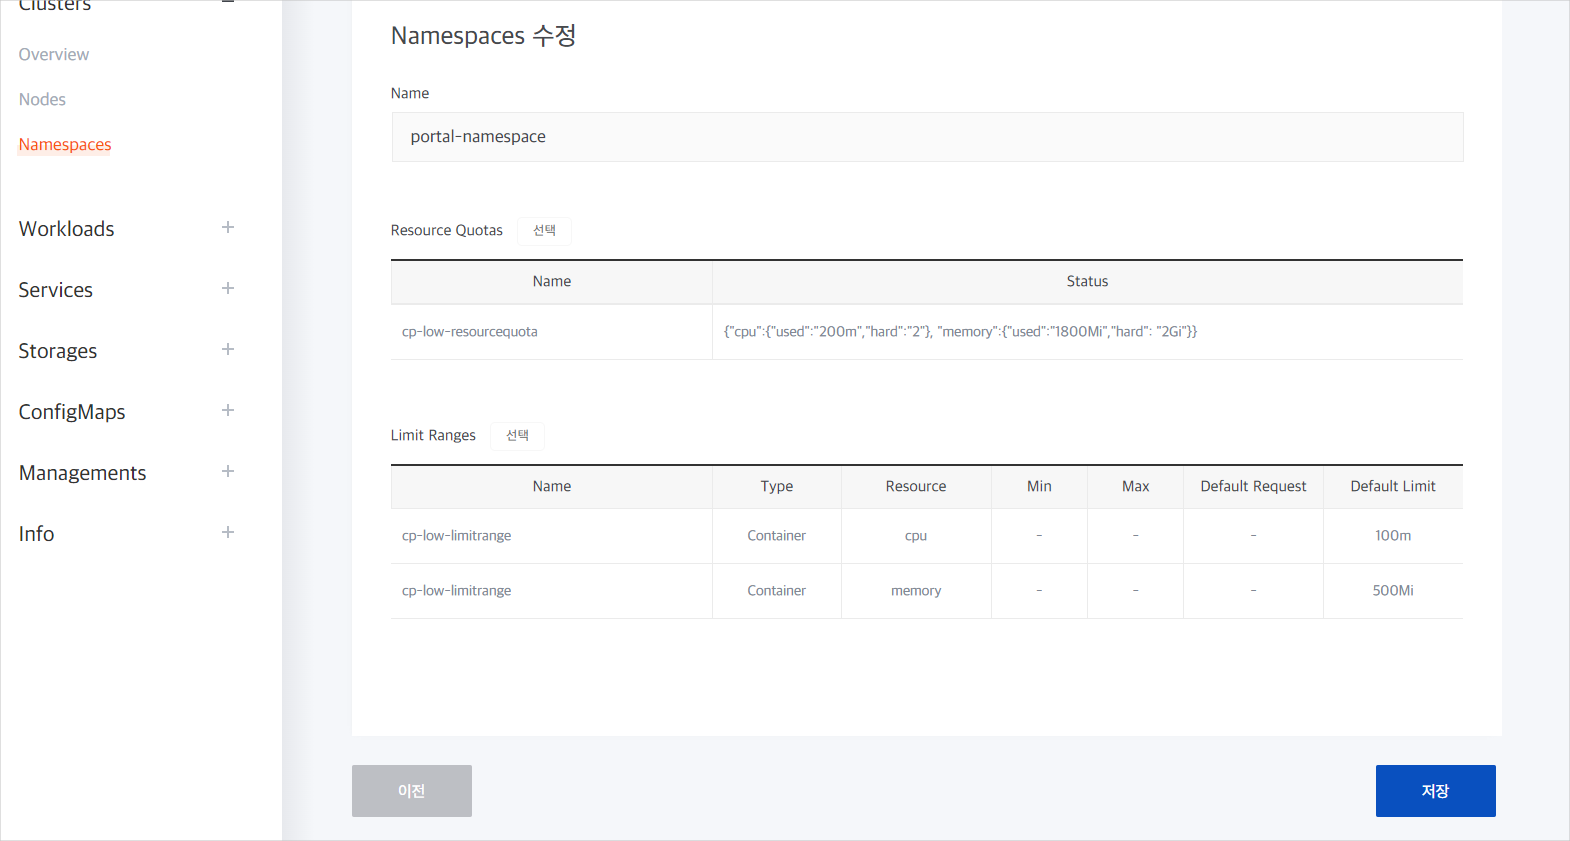 Clusters
Overview
Nodes
Namespaces
Workloads
Services
Storages
ConfigMaps
Managements
Info
Namespaces 수정
Name
portal-namespace
Resource Quotas 선택
Name Status
cp-low-resourcequota {"cpu":{"used":"200m","hard":"2"}, "memory":{"used":"1800Mi","hard": "2Gi"}}
Limit Ranges 선택
Name Type Resource Min Max Default Request Default Limit
cp-low-limitrange Container cpu - - - 100m
cp-low-limitrange Container memory - - - 500Mi
이전 저장